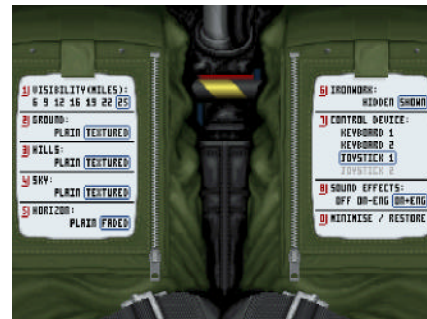 1) VISIBILITY(MILES):
6 9 12 16 19 22 25
2) GROUND:
PLAIN TEXTURED
3) HILLS:
PLAIN TEXTURED
4) SKY:
PLAIN TEXTURED
5) HORIZON:
PLAIN FADED
6) IRONWORK:
HIDDEN SHOWN
7) CONTROL DEVICE:
KEYBOARD 1
KEYBOARD 2
JOYSTICK 1
JOYSTICK 2
8) SOUND EFFECTS:
OFF ON-ENG ON+ENG
0) MINIMISE / RESTORE